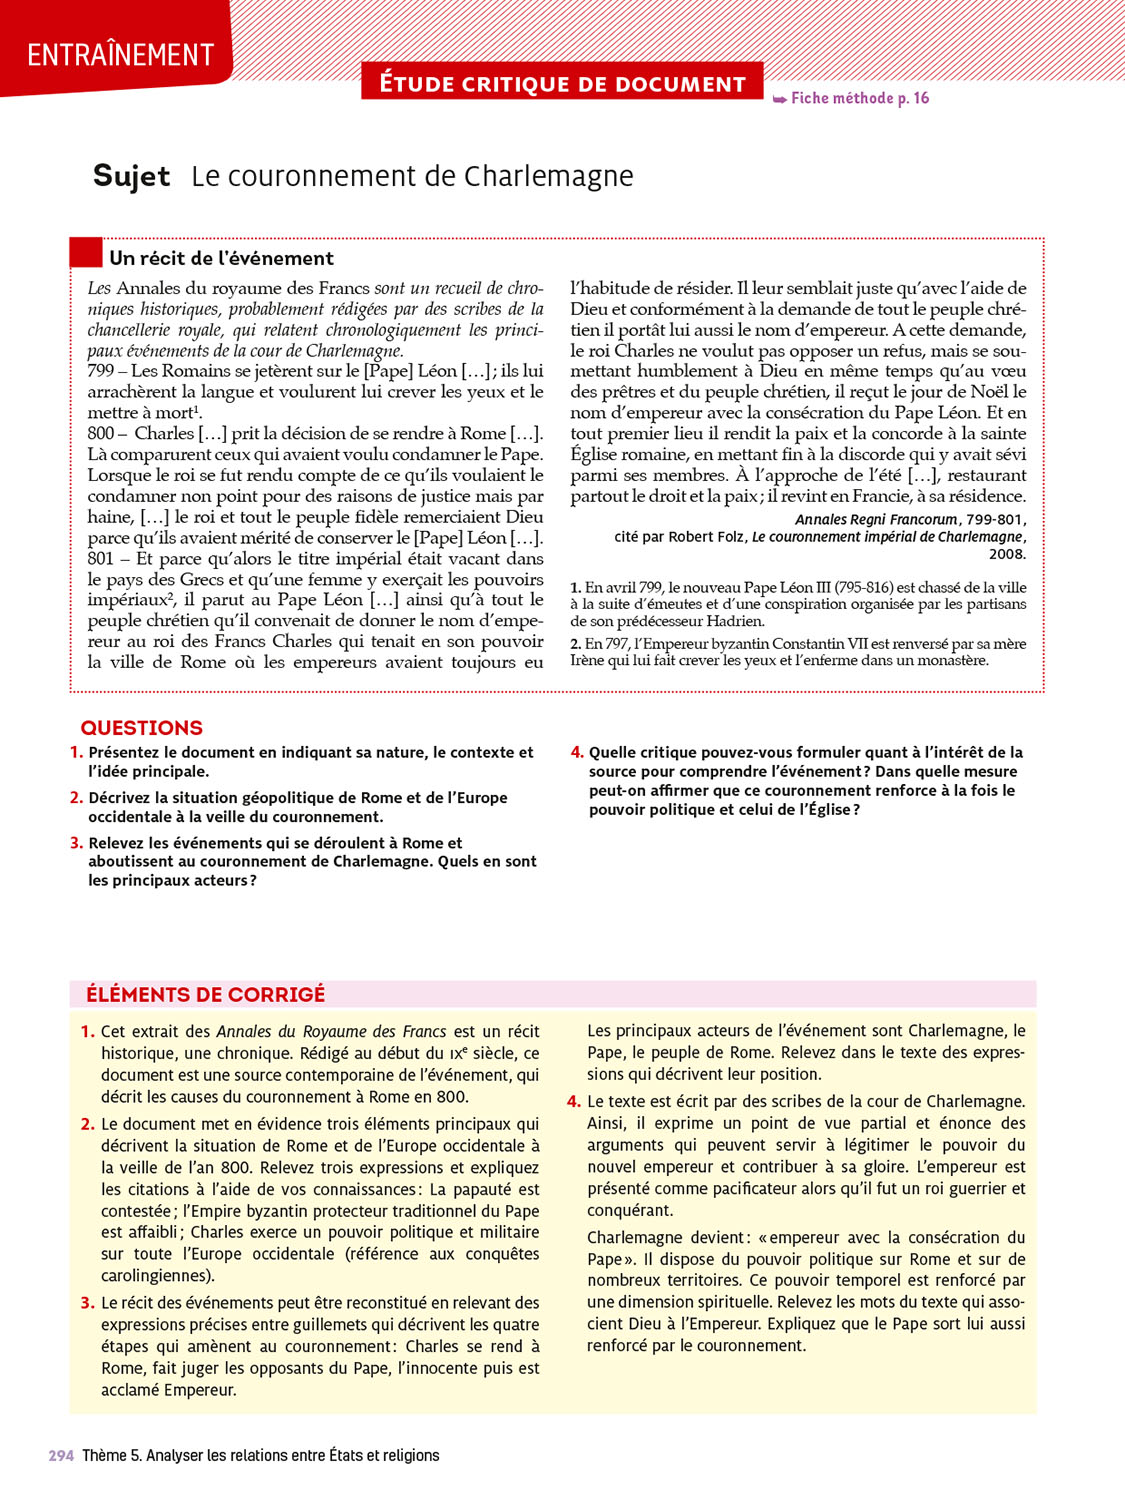 ENTRAÎNEMENT
ÉTUDE CRITIQUE DE DOCUMENT
➥ Fiche méthode p. 16
Sujet Le couronnement de Charlemagne
Un récit de l'événement
Les Annales du royaume des Francs sont un recueil de chro-
niques historiques, probablement rédigées par des scribes de la
chancellerie royale, qui relatent chronologiquement les princi-
paux événements de la cour de Charlemagne.
799 – Les Romains se jetèrent sur le [Pape] Léon […] ; ils lui
arrachèrent la langue et voulurent lui crever les yeux et le
mettre à mort¹.
800 – Charles […] prit la décision de se rendre à Rome […].
Là comparurent ceux qui avaient voulu condamner le Pape.
Lorsque le roi se fut rendu compte de ce qu'ils voulaient le
condamner non point pour des raisons de justice mais par
haine, […] le roi et tout le peuple fidèle remerciaient Dieu
parce qu'ils avaient mérité de conserver le [Pape] Léon […].
801 – Et parce qu'alors le titre impérial était vacant dans
le pays des Grecs et qu'une femme y exerçait les pouvoirs
impériaux², il parut au Pape Léon […] ainsi qu'à tout le
peuple chrétien qu'il convenait de donner le nom d'empe-
reur au roi des Francs Charles qui tenait en son pouvoir
la ville de Rome où les empereurs avaient toujours eu
l'habitude de résider. Il leur semblait juste qu'avec l'aide de
Dieu et conformément à la demande de tout le peuple chré-
tien il portât lui aussi le nom d'empereur. A cette demande,
le roi Charles ne voulut pas opposer un refus, mais se sou-
mettant humblement à Dieu en même temps qu'au vœu
des prêtres et du peuple chrétien, il reçut le jour de Noël le
nom d'empereur avec la consécration du Pape Léon. Et en
tout premier lieu il rendit la paix et la concorde à la sainte
Église romaine, en mettant fin à la discorde qui y avait sévi
parmi ses membres. À l'approche de l'été […], restaurant
partout le droit et la paix ; il revint en Francie, à sa résidence.
Annales Regni Francorum, 799-801,
cité par Robert Folz, Le couronnement impérial de Charlemagne,
2008.
1. En avril 799, le nouveau Pape Léon III (795-816) est chassé de la ville
à la suite d'émeutes et d'une conspiration organisée par les partisans
de son prédécesseur Hadrien.
2. En 797, l'Empereur byzantin Constantin VII est renversé par sa mère
Irène qui lui fait crever les yeux et l'enferme dans un monastère.
QUESTIONS
1. Présentez le document en indiquant sa nature, le contexte et
l'idée principale.
2. Décrivez la situation géopolitique de Rome et de l'Europe
occidentale à la veille du couronnement.
3. Relevez les événements qui se déroulent à Rome et
aboutissent au couronnement de Charlemagne. Quels en sont
les principaux acteurs ?
4. Quelle critique pouvez-vous formuler quant à l'intérêt de la
source pour comprendre l'événement ? Dans quelle mesure
peut-on affirmer que ce couronnement renforce à la fois le
pouvoir politique et celui de l'Église ?
ÉLÉMENTS DE CORRIGÉ
1. Cet extrait des Annales du Royaume des Francs est un récit
historique, une chronique. Rédigé au début du IXᵉ siècle, ce
document est une source contemporaine de l'événement, qui
décrit les causes du couronnement à Rome en 800.
2. Le document met en évidence trois éléments principaux qui
décrivent la situation de Rome et de l'Europe occidentale à
la veille de l'an 800. Relevez trois expressions et expliquez
les citations à l'aide de vos connaissances : La papauté est
contestée ; l'Empire byzantin protecteur traditionnel du Pape
est affaibli ; Charles exerce un pouvoir politique et militaire
sur toute l'Europe occidentale (référence aux conquêtes
carolingiennes).
3. Le récit des événements peut être reconstitué en relevant des
expressions précises entre guillemets qui décrivent les quatre
étapes qui amènent au couronnement : Charles se rend à
Rome, fait juger les opposants du Pape, l'innocente puis est
acclamé Empereur.
Les principaux acteurs de l'événement sont Charlemagne, le
Pape, le peuple de Rome. Relevez dans le texte des expres-
sions qui décrivent leur position.
4. Le texte est écrit par des scribes de la cour de Charlemagne.
Ainsi, il exprime un point de vue partial et énonce des
arguments qui peuvent servir à légitimer le pouvoir du
nouvel empereur et contribuer à sa gloire. L'empereur est
présenté comme pacificateur alors qu'il fut un roi guerrier et
conquérant.
Charlemagne devient : « empereur avec la consécration du
Pape ». Il dispose du pouvoir politique sur Rome et sur de
nombreux territoires. Ce pouvoir temporel est renforcé par
une dimension spirituelle. Relevez les mots du texte qui asso-
cient Dieu à l'Empereur. Expliquez que le Pape sort lui aussi
renforcé par le couronnement.
294 Thème 5. Analyser les relations entre États et religions